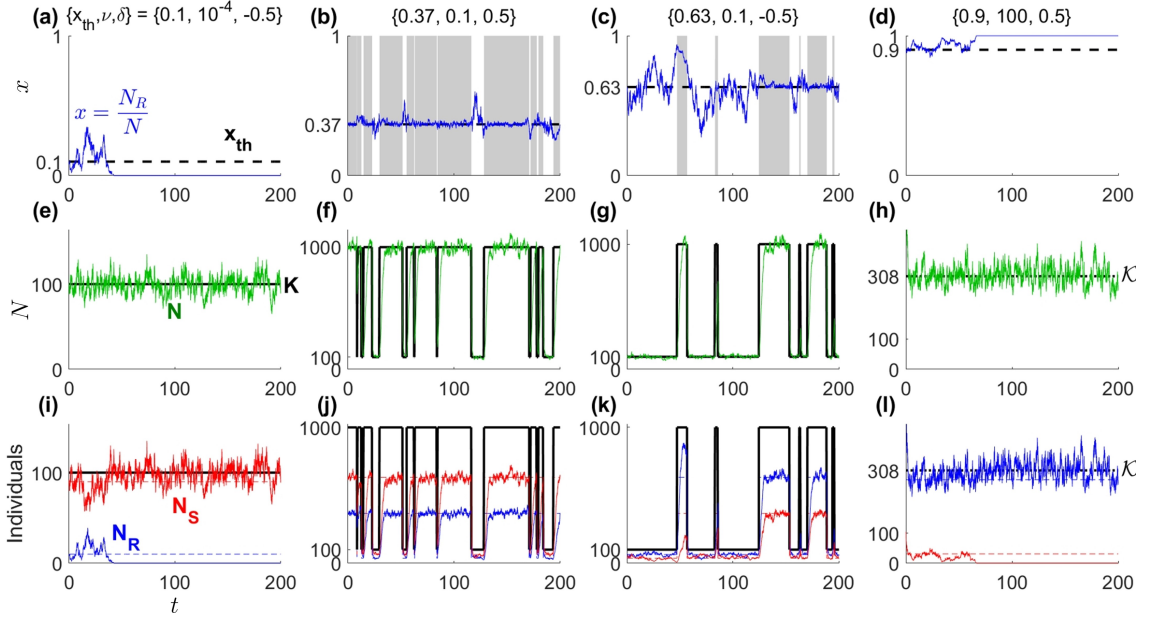 (a) {x_th,ν,δ} = {0.1, 10^-4, -0.5}
(b) {0.37, 0.1, 0.5}
(c) {0.63, 0.1, -0.5}
(d) {0.9, 100, 0.5}
x
1
0.1
0
x = N_R/N
x_th
0 100 200
1
0.37
0
0 100 200
1
0.63
0
0 100 200
1
0.9
0
0 100 200
(e)
(f)
(g)
(h)
N
100
0
N
K
0 100 200
1000
100
0
0 100 200
1000
100
0
0 100 200
308
100
0
𝒦
0 100 200
(i)
(j)
(k)
(l)
Individuals
100
0
N_S
N_R
0 100 200
t
1000
100
0
0 100 200
1000
100
0
0 100 200
308
100
0
𝒦
0 100 200